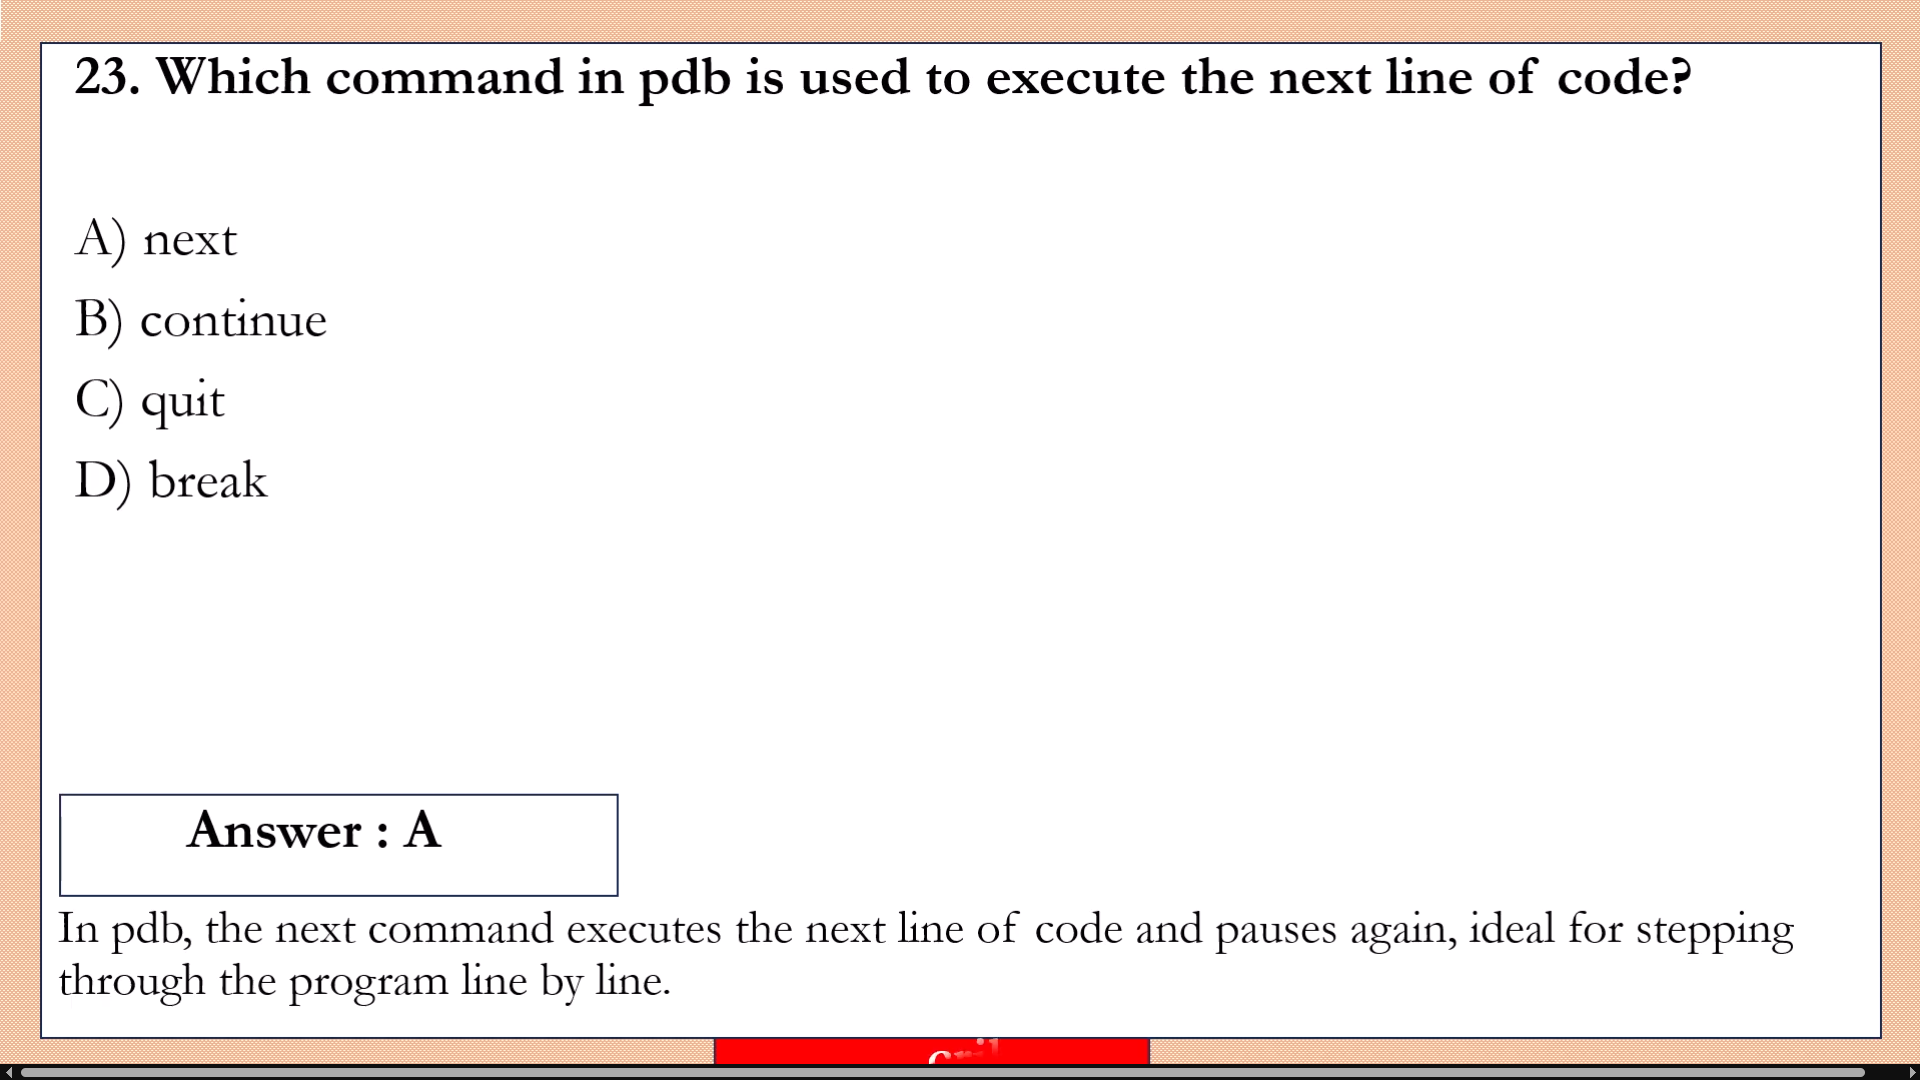 23. Which command in pdb is used to execute the next line of code?
A) next
B) continue
C) quit
D) break
Answer : A
In pdb, the next command executes the next line of code and pauses again, ideal for stepping
through the program line by line.